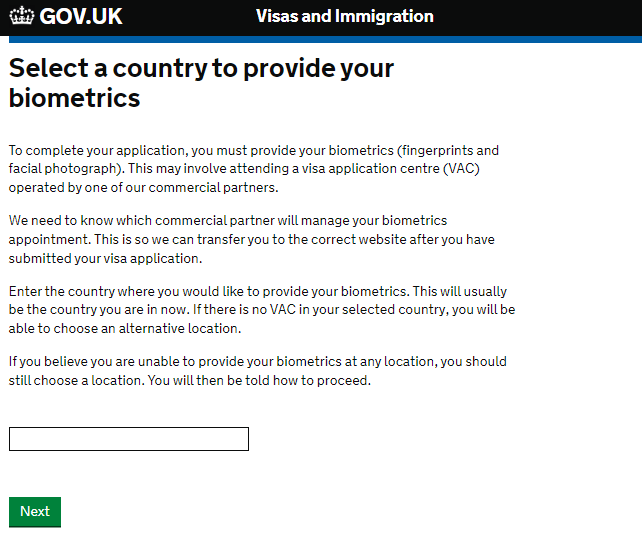 GOV.UK
Visas and Immigration
Select a country to provide your
biometrics
To complete your application, you must provide your biometrics (fingerprints and
facial photograph). This may involve attending a visa application centre (VAC)
operated by one of our commercial partners.
We need to know which commercial partner will manage your biometrics
appointment. This is so we can transfer you to the correct website after you have
submitted your visa application.
Enter the country where you would like to provide your biometrics. This will usually
be the country you are in now. If there is no VAC in your selected country, you will be
able to choose an alternative location.
If you believe you are unable to provide your biometrics at any location, you should
still choose a location. You will then be told how to proceed.
Next